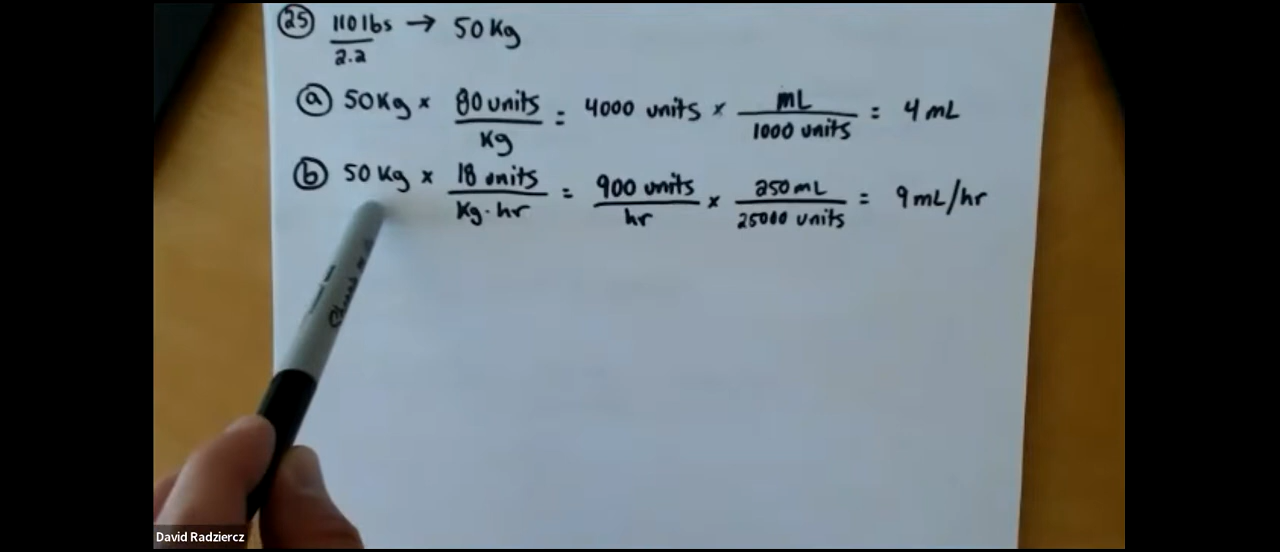 25 110 lbs → 50 Kg
2.2
a 50 Kg × 80 units = 4000 units × mL = 4 mL
Kg 1000 units
b 50 Kg × 18 units = 900 units × 250 mL = 9 mL/hr
Kg · hr hr 25000 units
David Radziercz